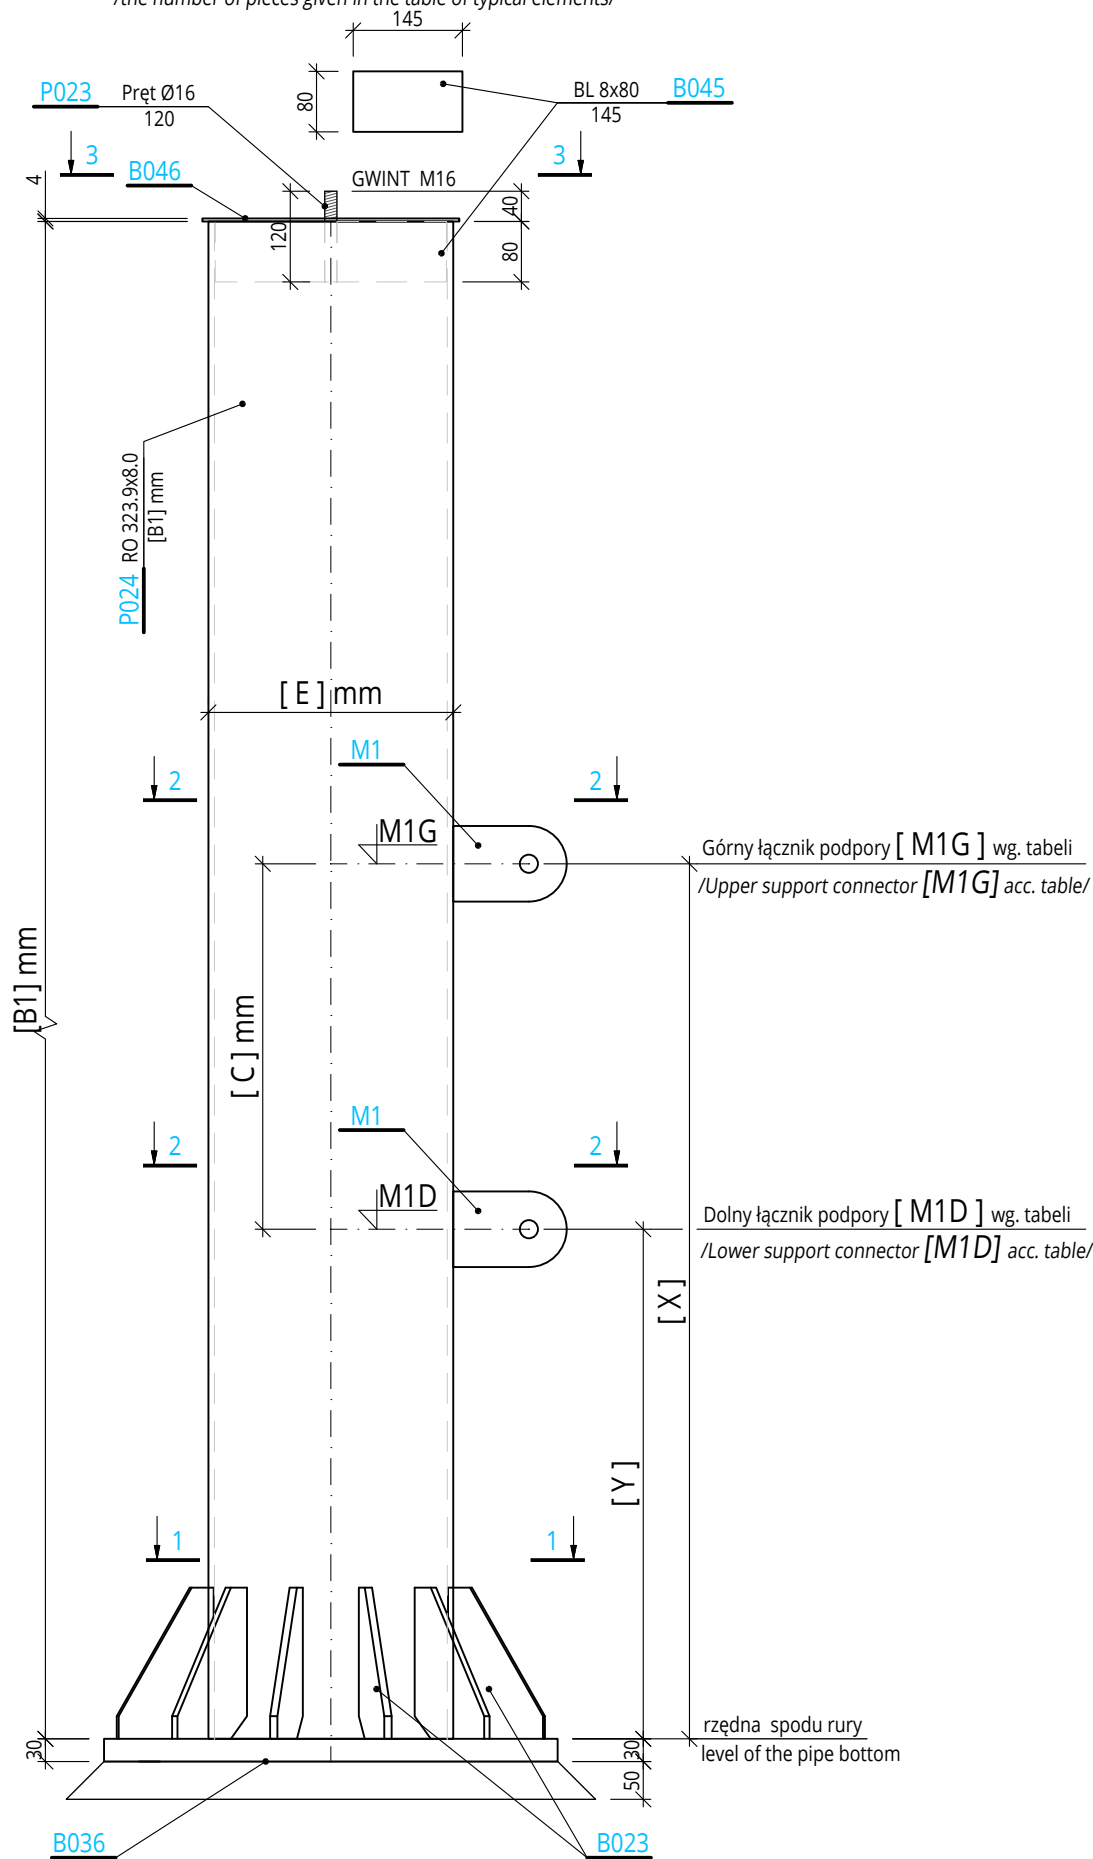 /the number of pieces given in the table of typical elements/
145
80
P023 Pręt Ø16
120
BL 8x80 B045
145
3
3
4
B046
GWINT M16
40
120
80
RO 323.9x8.0
[B1] mm
P024
[ E ] mm
M1
2
2
M1G
Górny łącznik podpory [ M1G ] wg. tabeli
/Upper support connector [M1G] acc. table/
[B1] mm
[ C ] mm
M1
2
2
M1D
Dolny łącznik podpory [ M1D ] wg. tabeli
/Lower support connector [M1D] acc. table/
[ X ]
[ Y ]
1
1
rzędna spodu rury
level of the pipe bottom
30
30
50
B036
B023